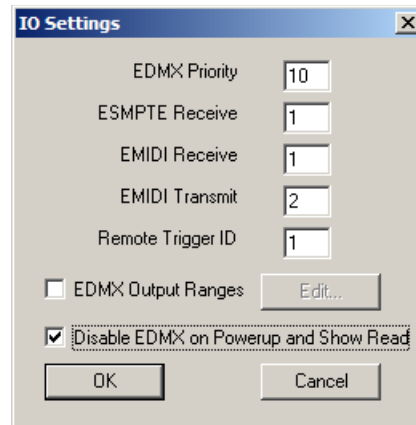 IO Settings
EDMX Priority 10
ESMPTE Receive 1
EMIDI Receive 1
EMIDI Transmit 2
Remote Trigger ID 1
EDMX Output Ranges Edit...
Disable EDMX on Powerup and Show Read
OK Cancel